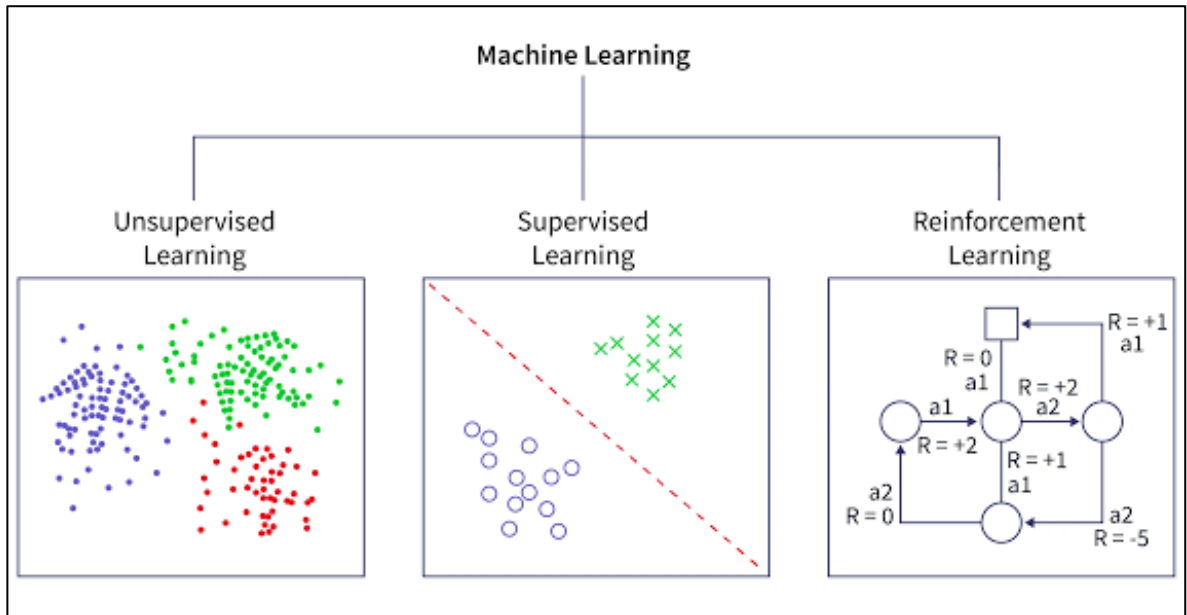 Machine Learning
Unsupervised
Learning
Supervised
Learning
Reinforcement
Learning
R = +1
a1
R = 0
a1
R = +2
a2
a1
R = +2
R = +1
a1
a2
R = 0
a2
R = -5